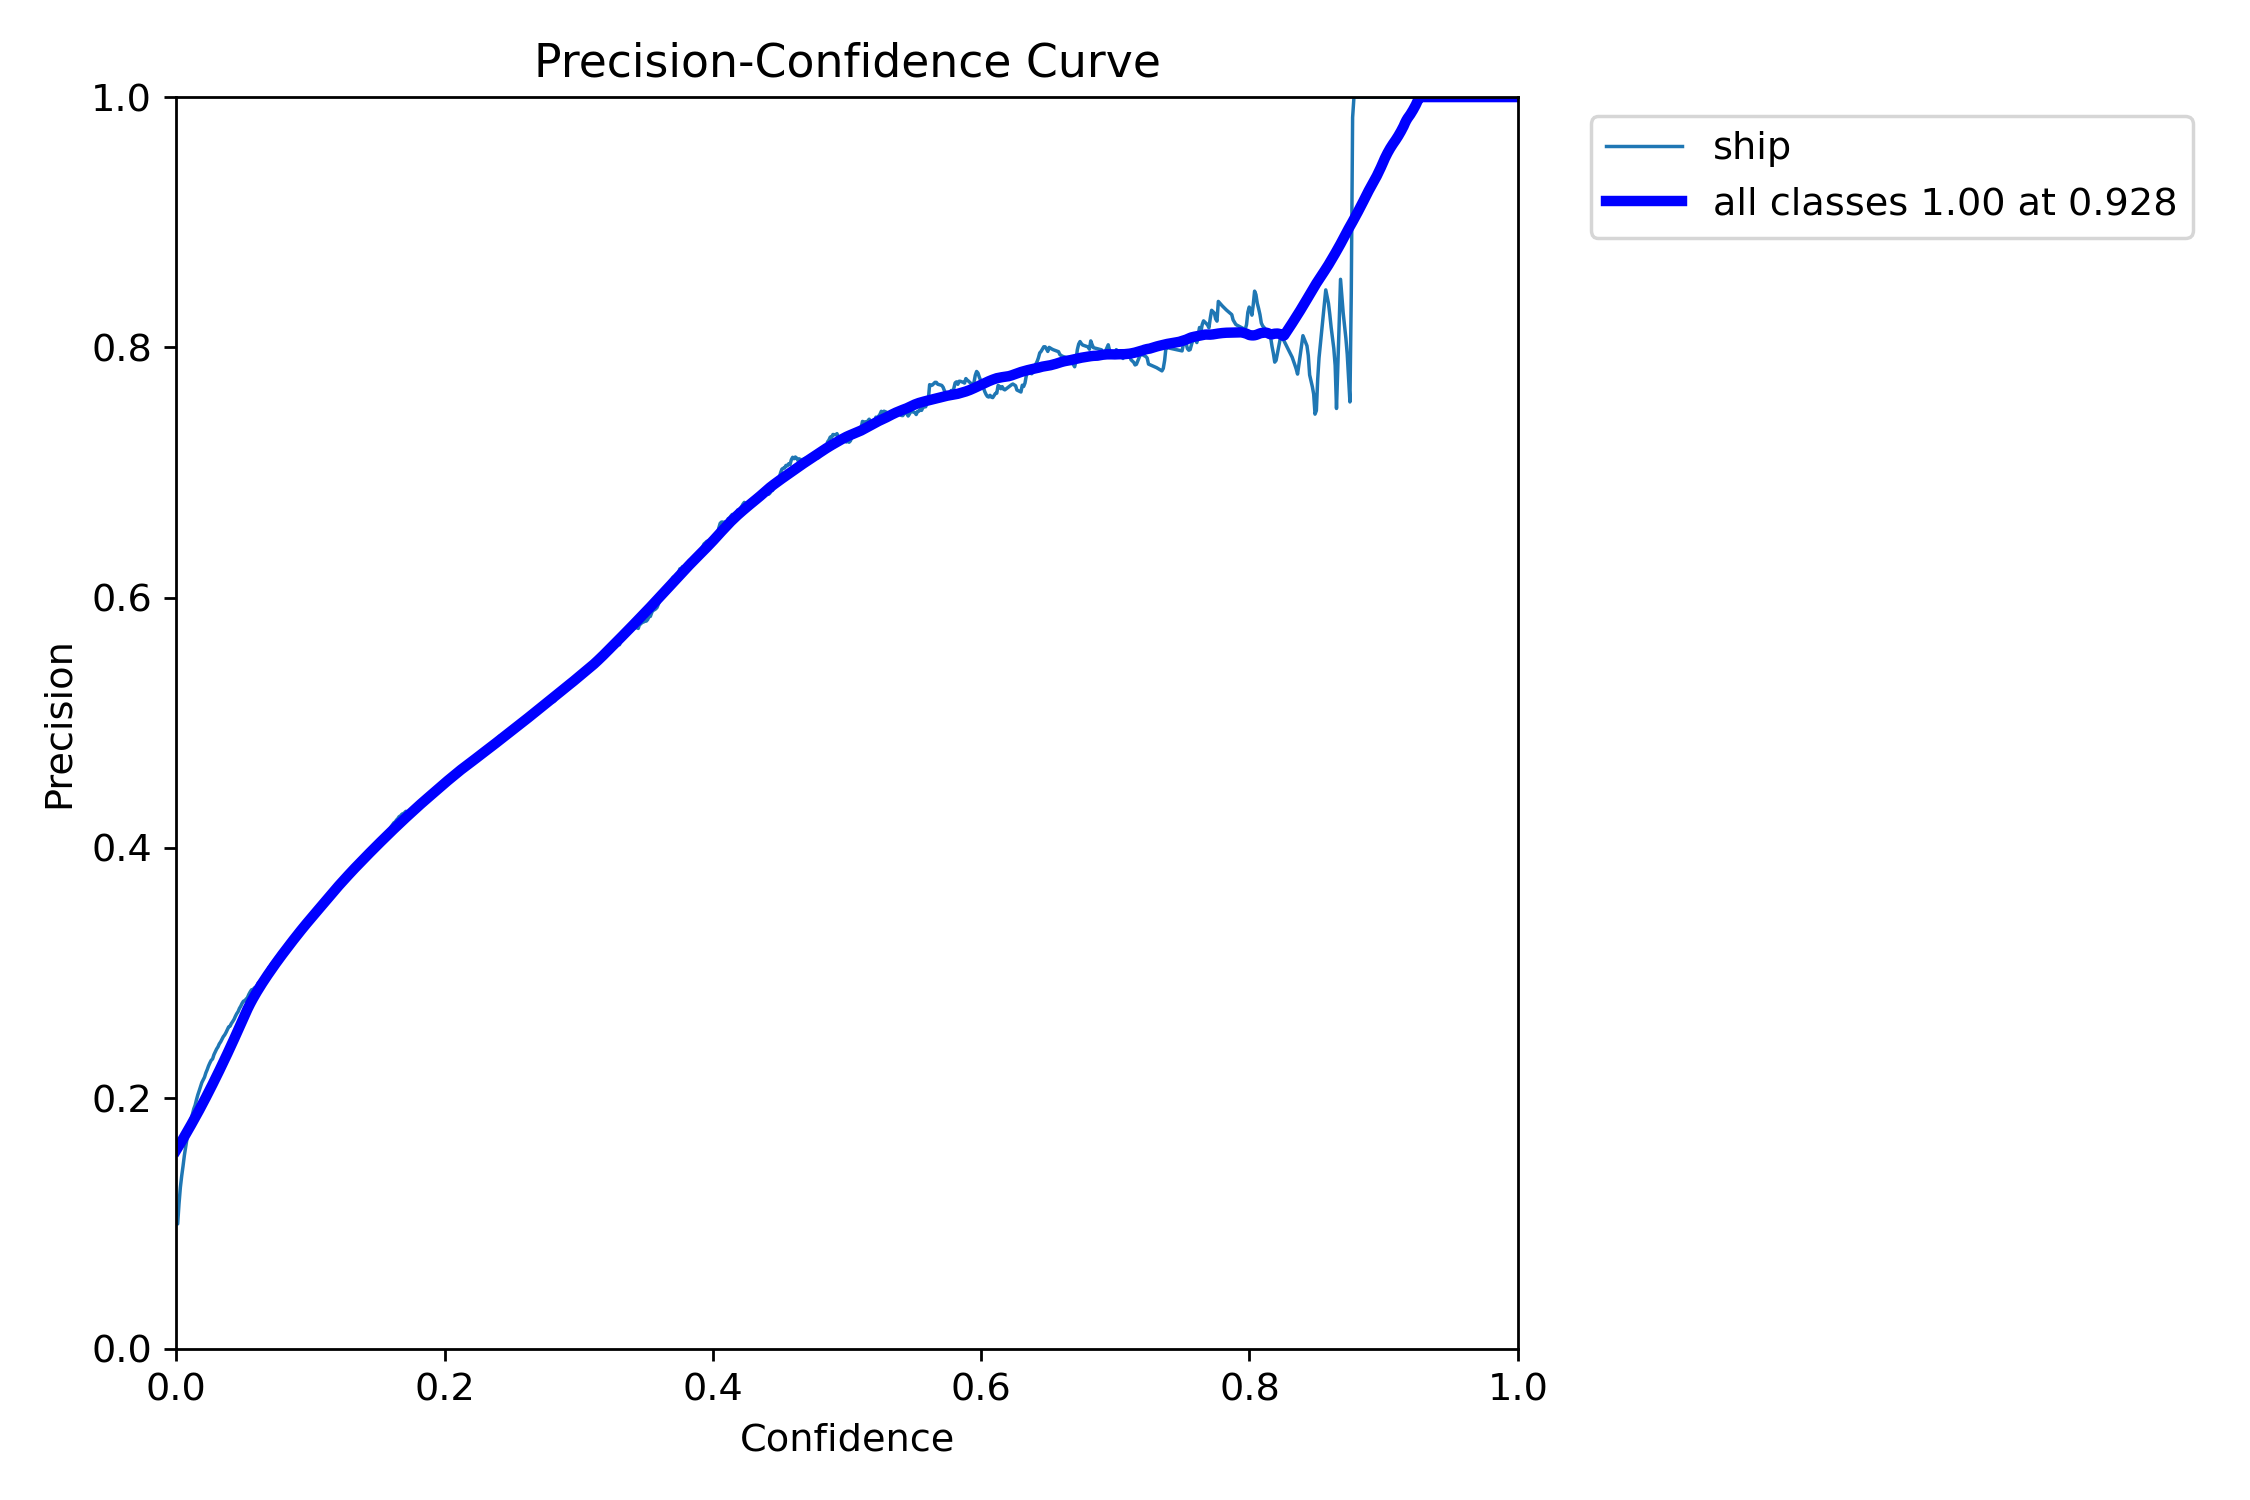 Precision-Confidence Curve
ship
all classes 1.00 at 0.928
1.0
0.8
0.6
0.4
0.2
0.0
Precision
0.0 0.2 0.4 0.6 0.8 1.0
Confidence